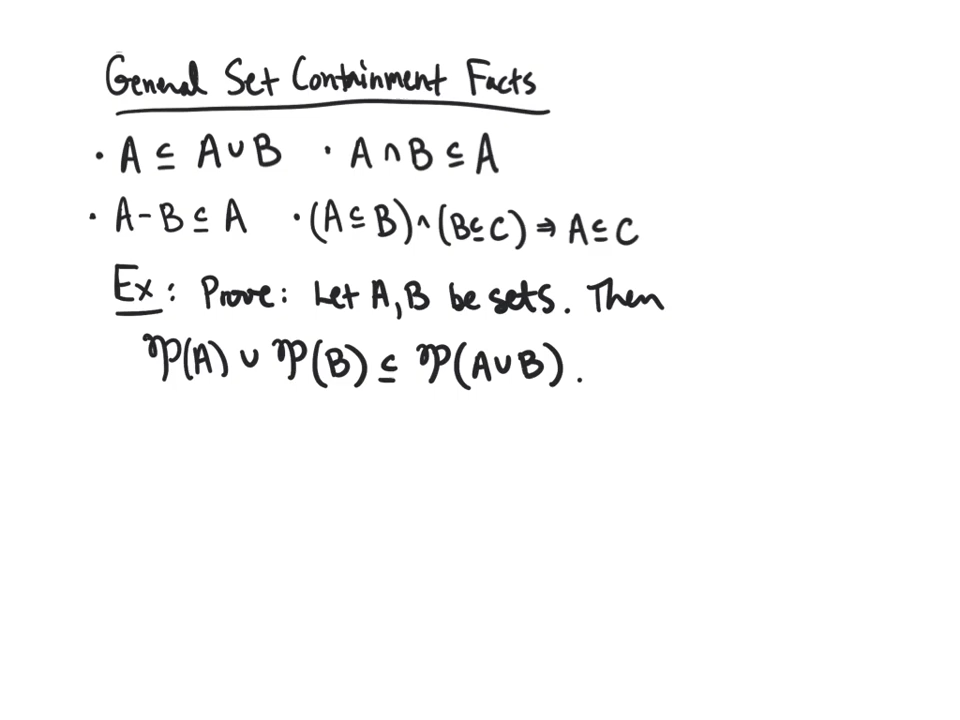 General Set Containment Facts
· A ⊆ A ∪ B · A ∩ B ⊆ A
· A - B ⊆ A · (A ⊆ B) ^ (B ⊆ C) ⇒ A ⊆ C
Ex: Prove: Let A, B be sets. Then
𝒫(A) ∪ 𝒫(B) ⊆ 𝒫(A ∪ B).